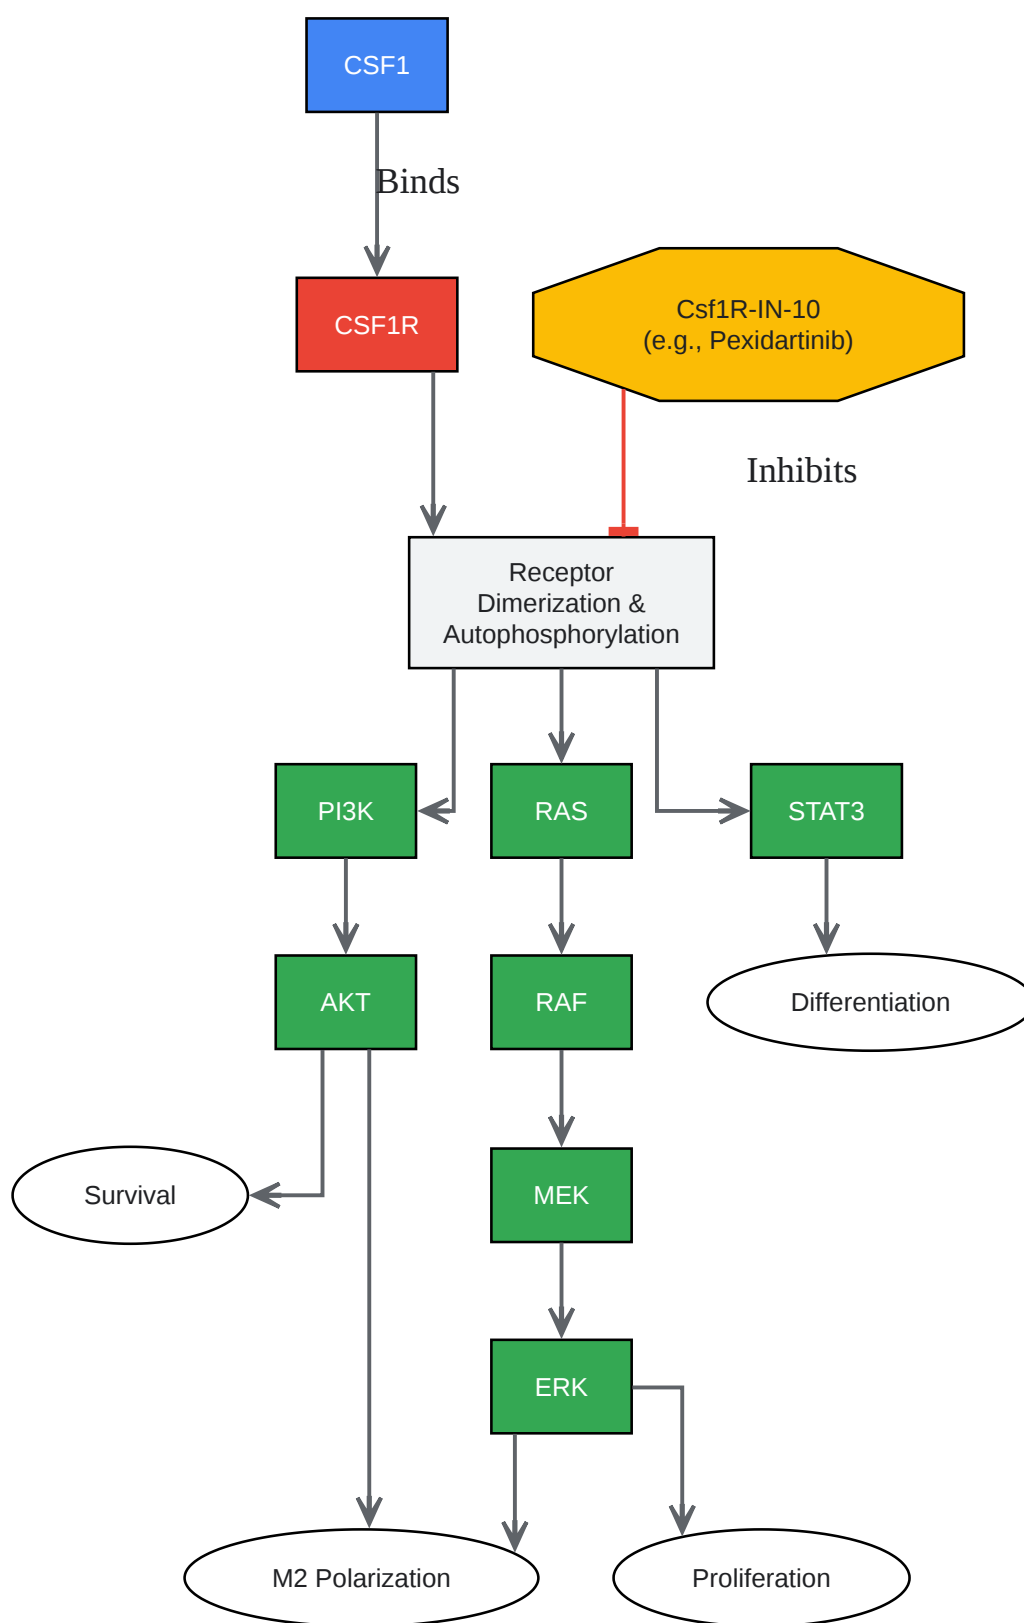 CSF1
Binds
CSF1R
Csf1R-IN-10
(e.g., Pexidartinib)
Inhibits
Receptor
Dimerization &
Autophosphorylation
PI3K
RAS
STAT3
AKT
RAF
Differentiation
Survival
MEK
ERK
M2 Polarization
Proliferation